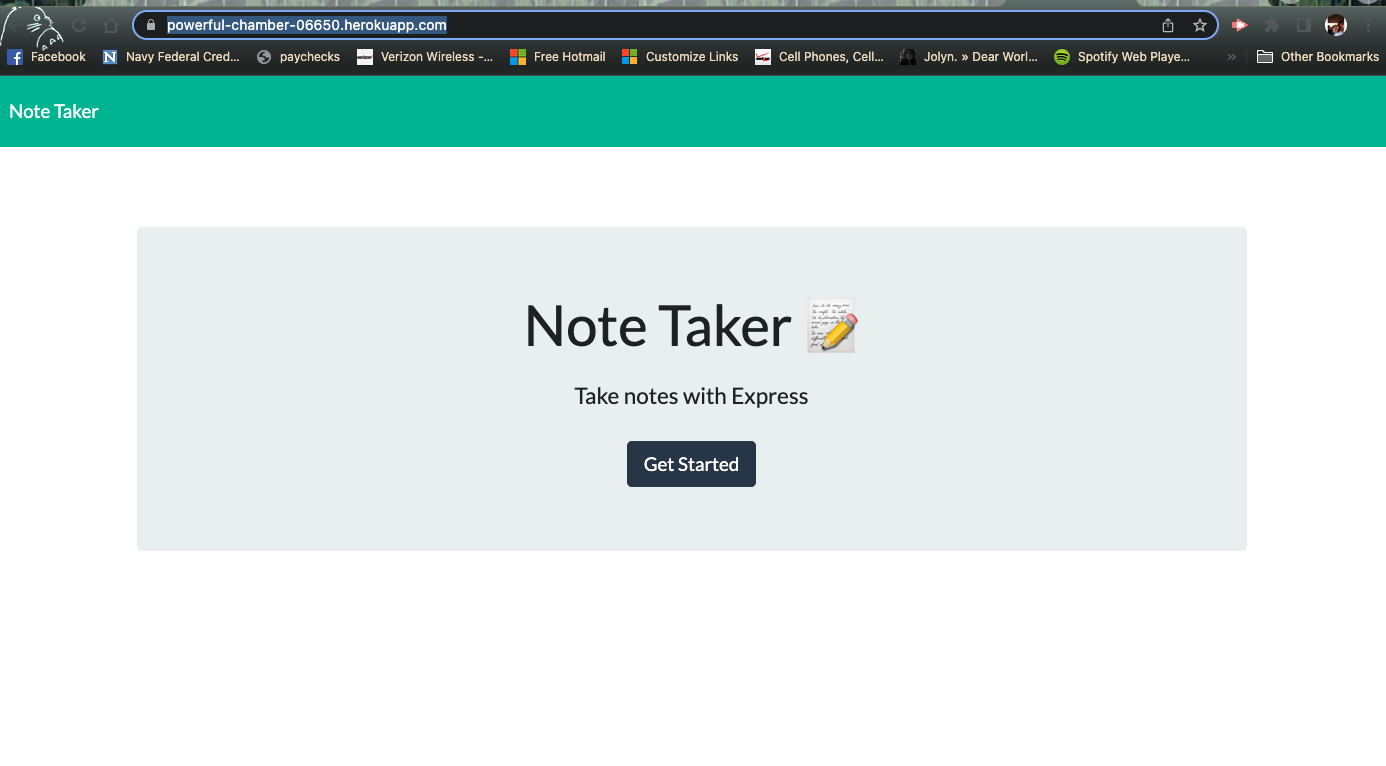 powerful-chamber-06650.herokuapp.com
Facebook Navy Federal Cred... paychecks Verizon Wireless -... Free Hotmail Customize Links Cell Phones, Cell... Jolyn. » Dear Worl... Spotify Web Playe... » Other Bookmarks
Note Taker
Note Taker
Take notes with Express
Get Started